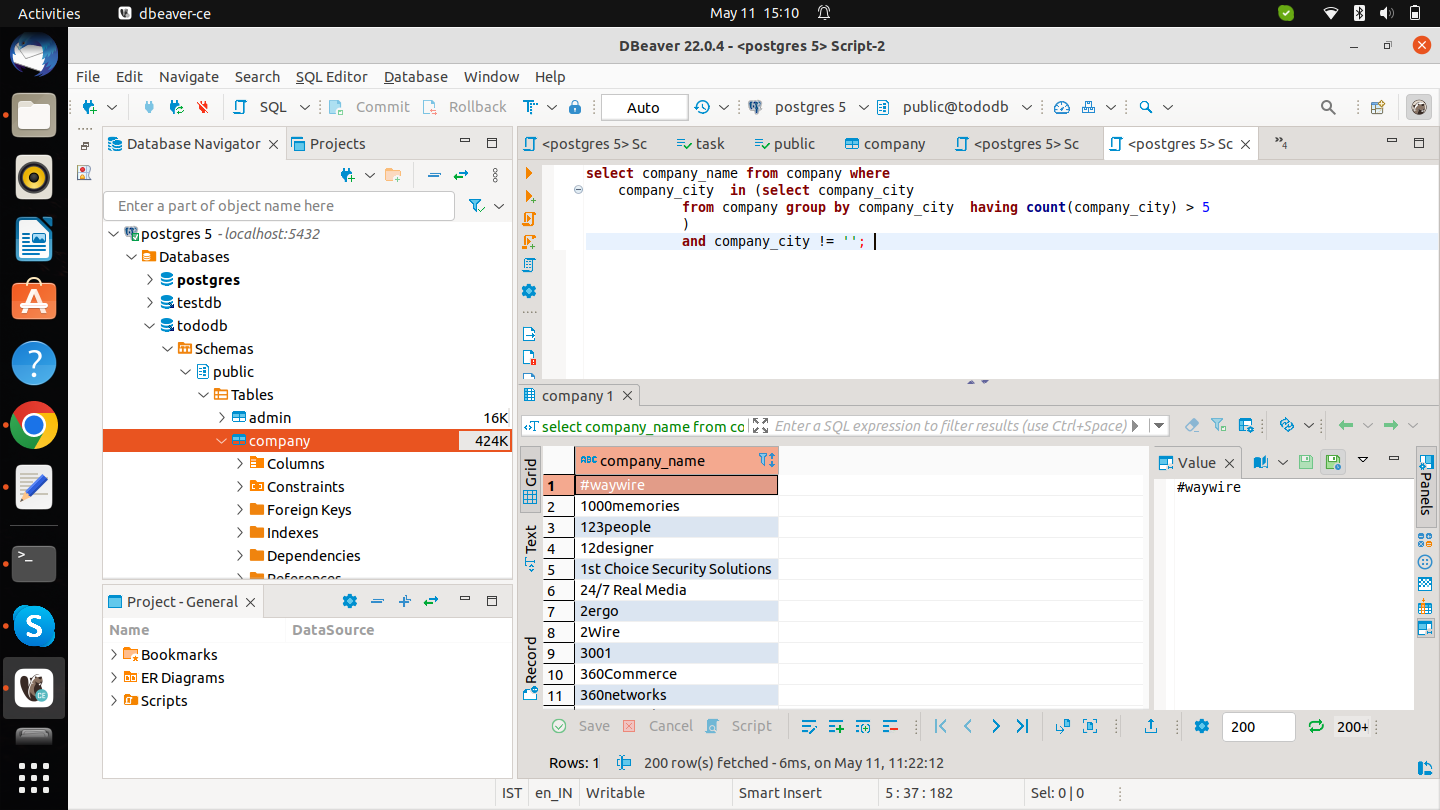 Activities dbeaver-ce May 11 15:10
DBeaver 22.0.4 - <postgres 5> Script-2
File Edit Navigate Search SQL Editor Database Window Help
SQL Commit Rollback Auto postgres 5 public@tododb
Database Navigator Projects
Enter a part of object name here
postgres 5 - localhost:5432
Databases
postgres
testdb
tododb
Schemas
public
Tables
admin 16K
company 424K
Columns
Constraints
Foreign Keys
Indexes
Dependencies
References
Project - General
Name DataSource
Bookmarks
ER Diagrams
Scripts
<postgres 5> Sc task public company <postgres 5> Sc <postgres 5> Sc »4
select company_name from company where
company_city  in (select company_city
from company group by company_city  having count(company_city) > 5
)
and company_city != '';
company 1
select company_name from co Enter a SQL expression to filter results (use Ctrl+Space)
Grid
Text
Record
company_name
1 #waywire
2 1000memories
3 123people
4 12designer
5 1st Choice Security Solutions
6 24/7 Real Media
7 2ergo
8 2Wire
9 3001
10 360Commerce
11 360networks
Value
#waywire
Panels
Save Cancel Script 200 200+
Rows: 1 200 row(s) fetched - 6ms, on May 11, 11:22:12
IST en_IN Writable Smart Insert 5 : 37 : 182 Sel: 0 | 0